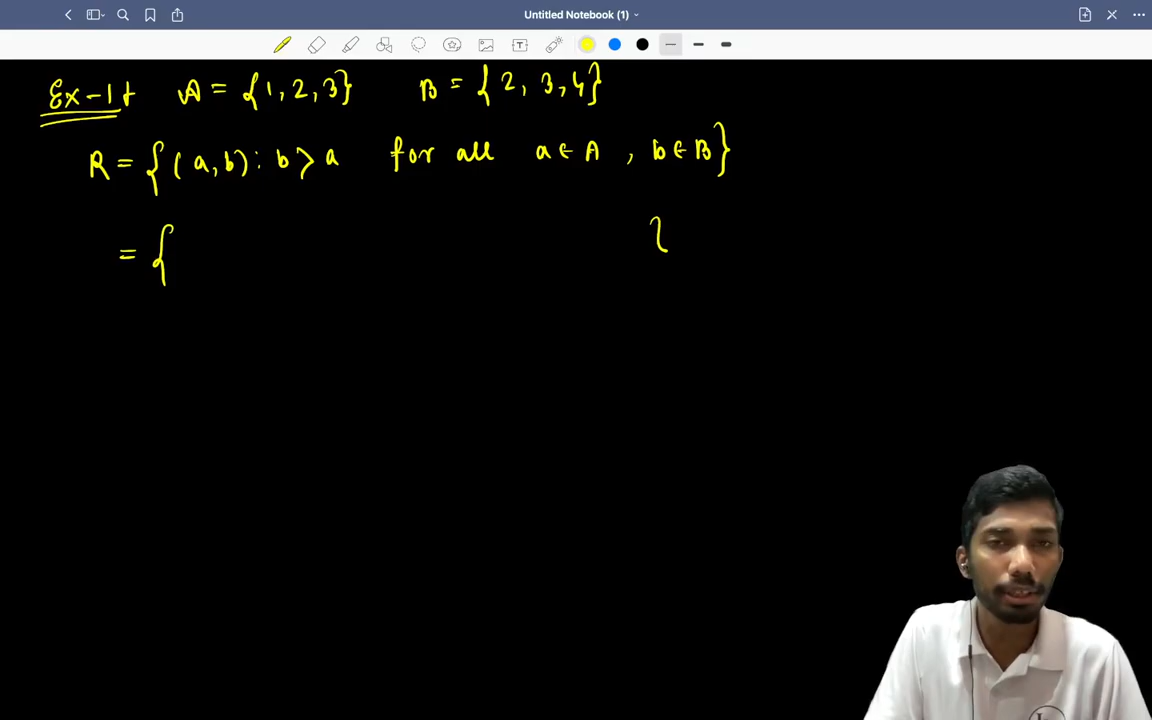 Untitled Notebook (1)
Ex-1 A = {1, 2, 3} B = {2, 3, 4}
R = {(a, b) : b > a for all a ∈ A , b ∈ B}
= { }